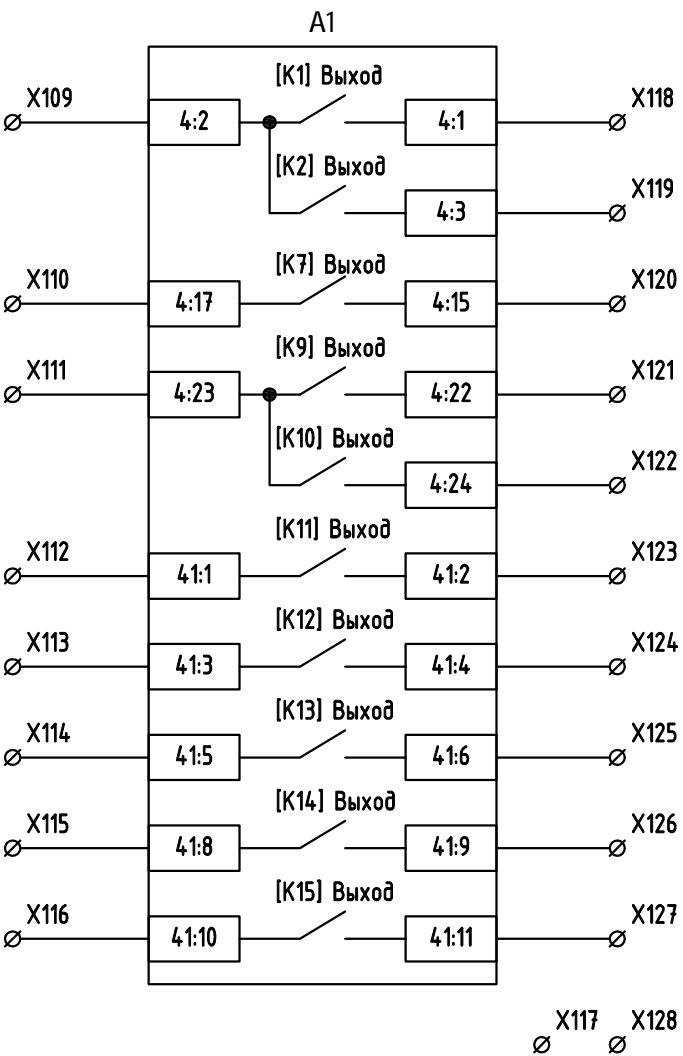 A1
[K1] Выход
X109 4:2 4:1 X118
[K2] Выход
4:3 X119
[K7] Выход
X110 4:17 4:15 X120
[K9] Выход
X111 4:23 4:22 X121
[K10] Выход
4:24 X122
[K11] Выход
X112 41:1 41:2 X123
[K12] Выход
X113 41:3 41:4 X124
[K13] Выход
X114 41:5 41:6 X125
[K14] Выход
X115 41:8 41:9 X126
[K15] Выход
X116 41:10 41:11 X127
X117 X128